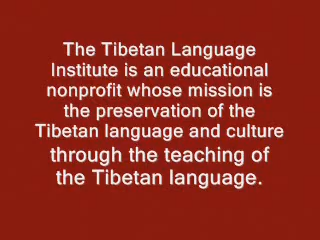 The Tibetan Language
Institute is an educational
nonprofit whose mission is
the preservation of the
Tibetan language and culture
through the teaching of
the Tibetan language.